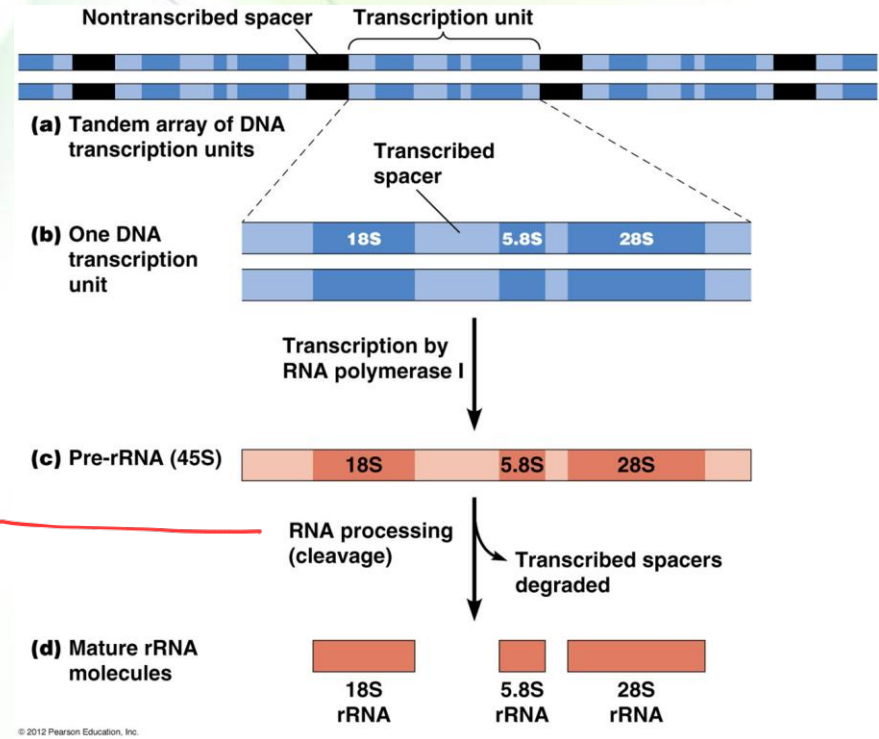 Nontranscribed spacer
Transcription unit
(a) Tandem array of DNA
transcription units
Transcribed
spacer
(b) One DNA
transcription
unit
18S
5.8S
28S
Transcription by
RNA polymerase I
(c) Pre-rRNA (45S)
18S
5.8S
28S
RNA processing
(cleavage)
Transcribed spacers
degraded
(d) Mature rRNA
molecules
18S
rRNA
5.8S
rRNA
28S
rRNA
© 2012 Pearson Education, Inc.